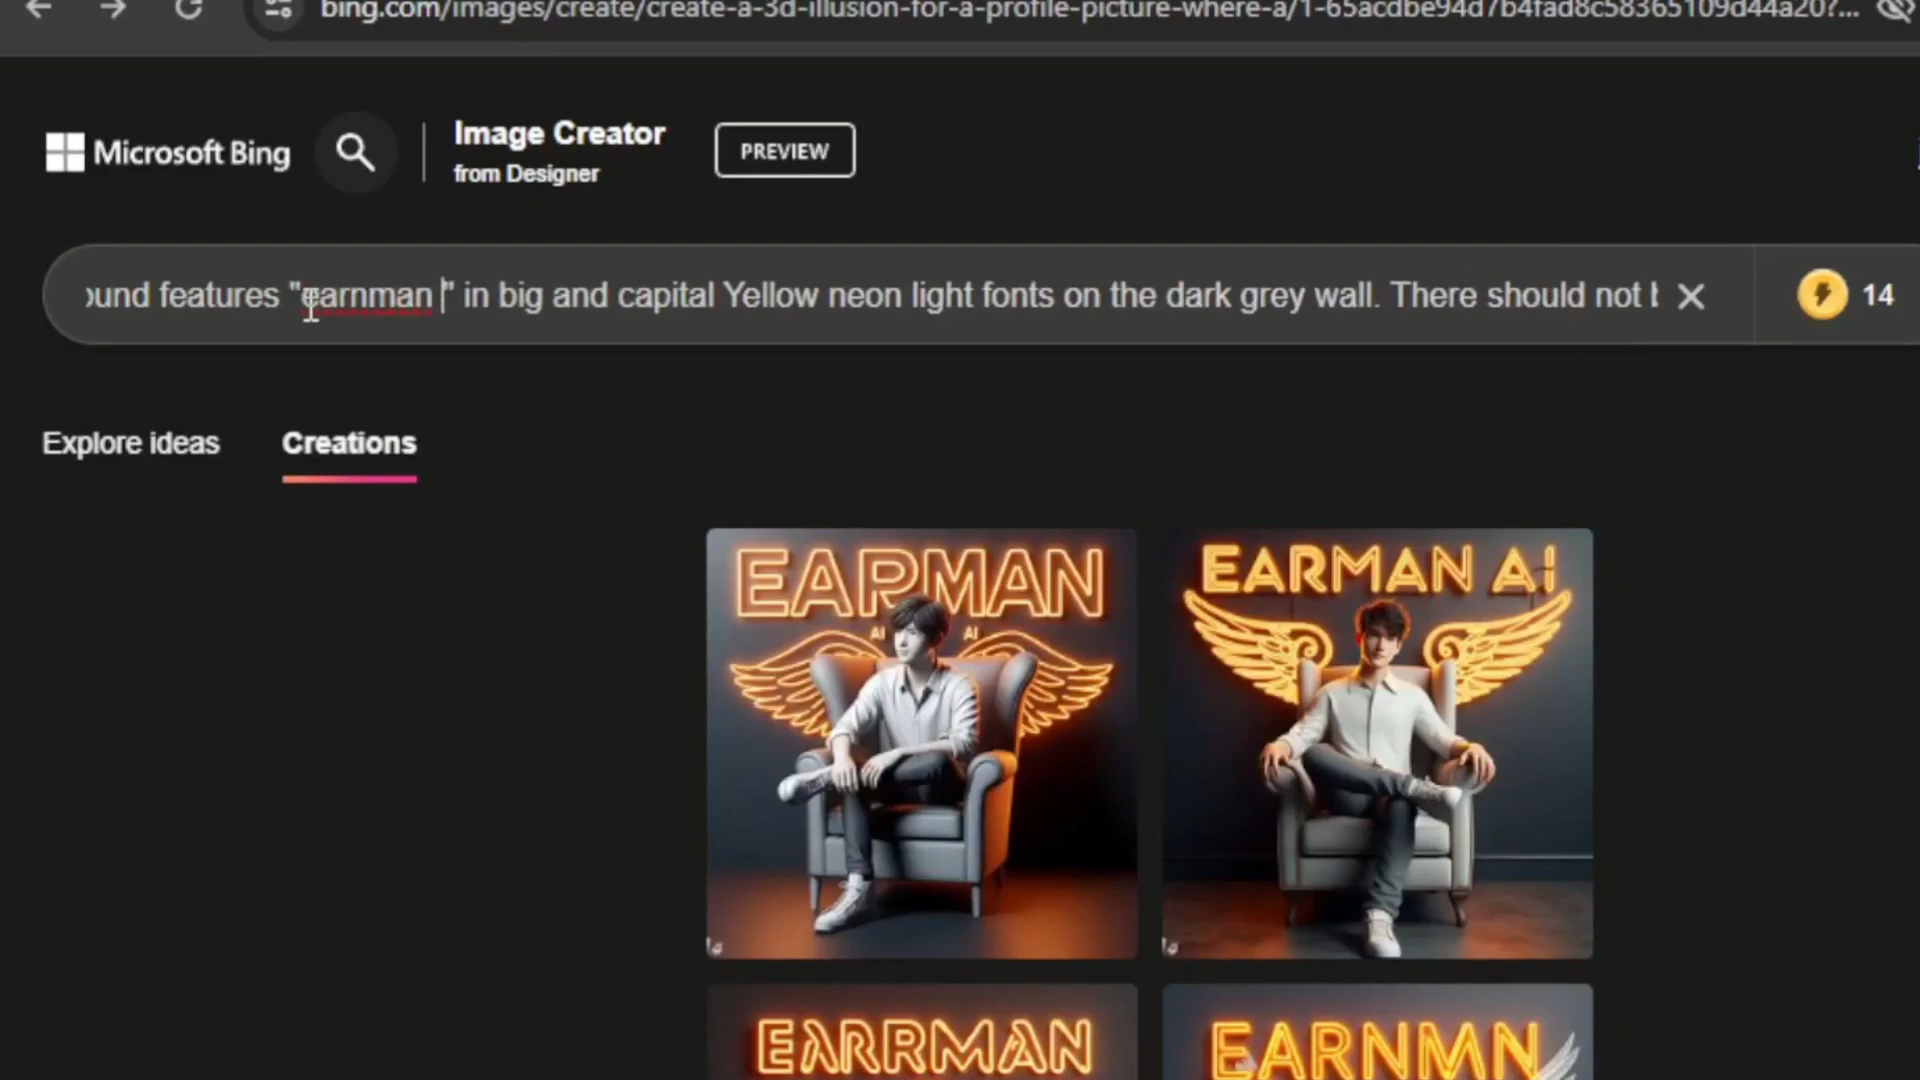 bing.com/images/create/create-a-3d-illusion-for-a-profile-picture-where-a/1-65acdbe94d7b4fad8c58365109d44a20?...
Microsoft Bing
Image Creator
from Designer
PREVIEW
ound features "earnman " in big and capital Yellow neon light fonts on the dark grey wall. There should not b
14
Explore ideas
Creations
EARMAN
AI AI
EARMAN AI
EARRMAN
EARNMN